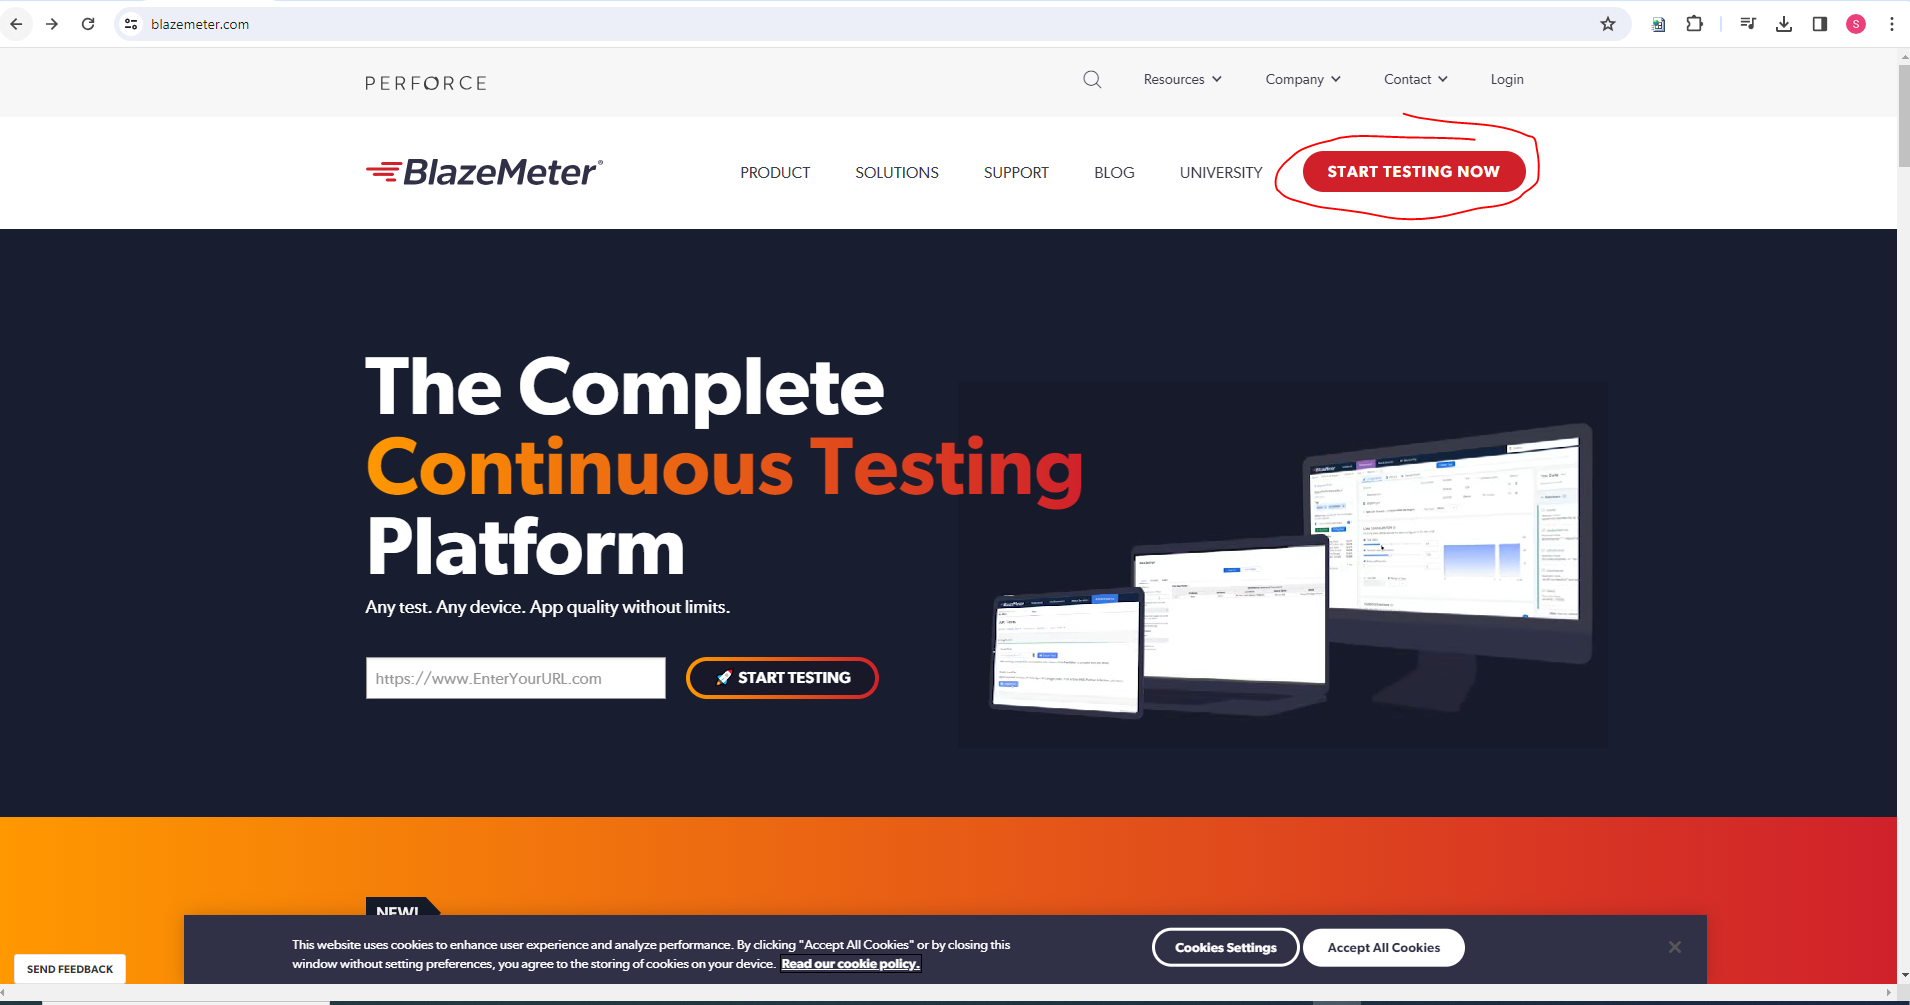 blazemeter.com
S
PERFORCE
Resources
Company
Contact
Login
BlazeMeter®
PRODUCT
SOLUTIONS
SUPPORT
BLOG
UNIVERSITY
START TESTING NOW
The Complete
Continuous Testing
Platform
Any test. Any device. App quality without limits.
https://www.EnterYourURL.com
START TESTING
BlazeMeter
BlazeMeter
NEW!
This website uses cookies to enhance user experience and analyze performance. By clicking "Accept All Cookies" or by closing this
window without setting preferences, you agree to the storing of cookies on your device. Read our cookie policy.
Cookies Settings
Accept All Cookies
SEND FEEDBACK